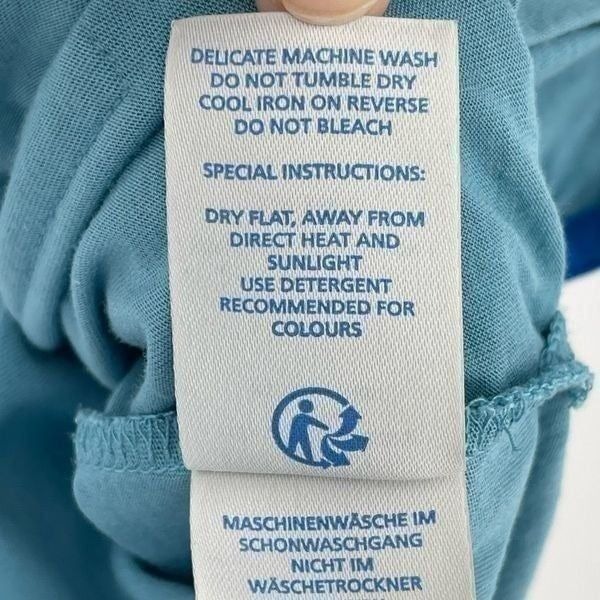 DELICATE MACHINE WASH
DO NOT TUMBLE DRY
COOL IRON ON REVERSE
DO NOT BLEACH
SPECIAL INSTRUCTIONS:
DRY FLAT, AWAY FROM
DIRECT HEAT AND
SUNLIGHT
USE DETERGENT
RECOMMENDED FOR
COLOURS
MASCHINENWÄSCHE IM
SCHONWASCHGANG
NICHT IM
WÄSCHETROCKNER